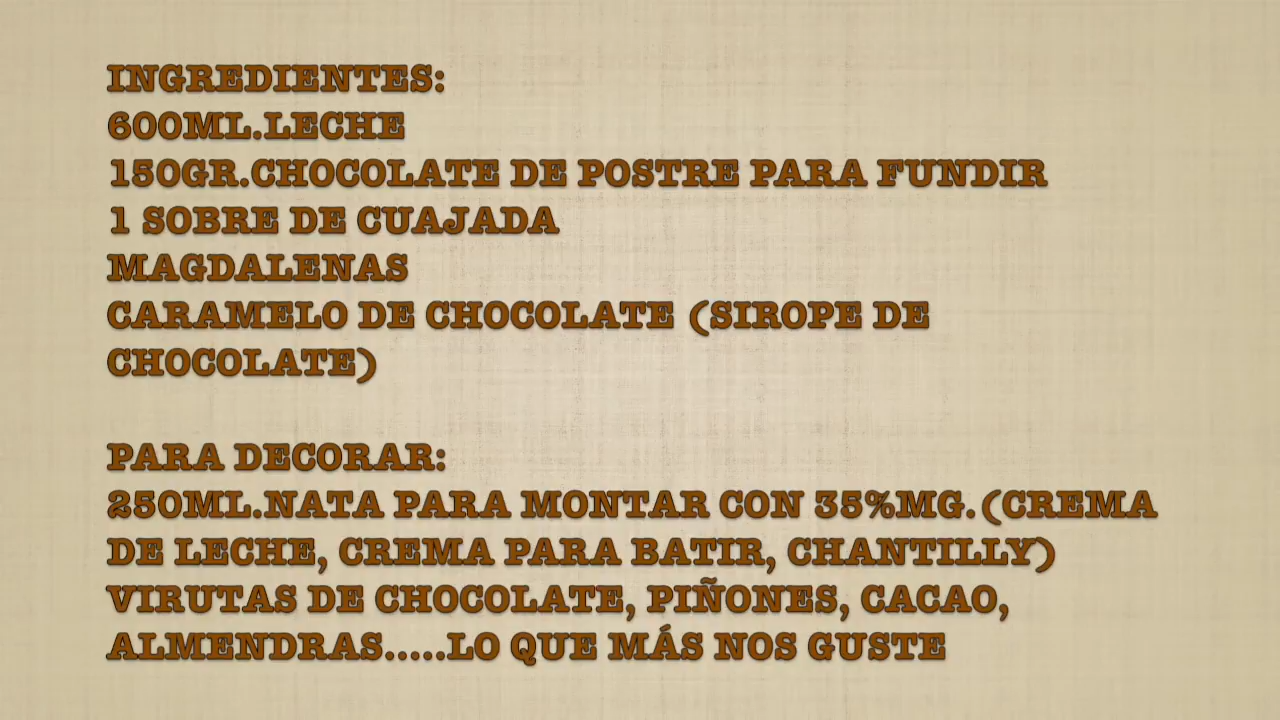 INGREDIENTES:
600ML.LECHE
150GR.CHOCOLATE DE POSTRE PARA FUNDIR
1 SOBRE DE CUAJADA
MAGDALENAS
CARAMELO DE CHOCOLATE (SIROPE DE
CHOCOLATE)
PARA DECORAR:
250ML.NATA PARA MONTAR CON 35%MG.(CREMA
DE LECHE, CREMA PARA BATIR, CHANTILLY)
VIRUTAS DE CHOCOLATE, PIÑONES, CACAO,
ALMENDRAS.....LO QUE MÁS NOS GUSTE